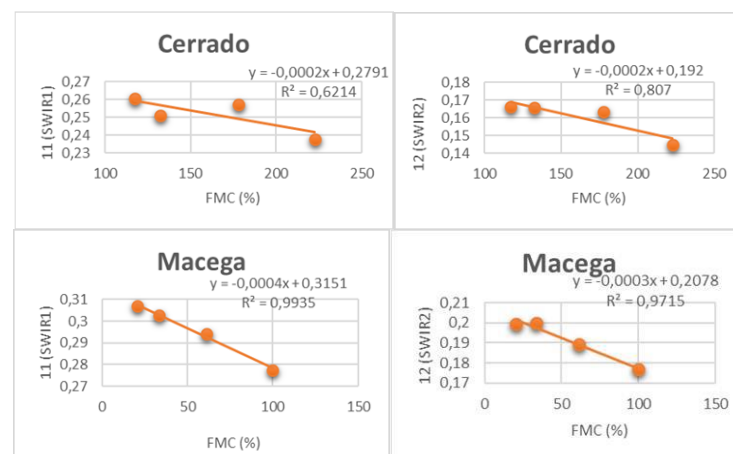 Cerrado
y = -0,0002x + 0,2791
R² = 0,6214
0,27
0,26
0,25
0,24
0,23
11 (SWIR1)
100
150
200
250
FMC (%)
Cerrado
y = -0,0002x + 0,192
R² = 0,807
0,18
0,17
0,16
0,15
0,14
12 (SWIR2)
100
150
200
250
FMC (%)
Macega
y = -0,0004x + 0,3151
R² = 0,9935
0,31
0,3
0,29
0,28
0,27
11 (SWIR1)
0
50
100
150
FMC (%)
Macega
y = -0,0003x + 0,2078
R² = 0,9715
0,21
0,2
0,19
0,18
0,17
12 (SWIR2)
0
50
100
150
FMC (%)